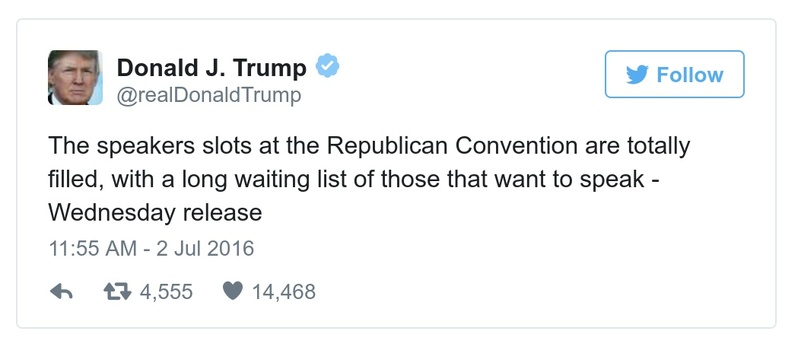 Donald J. Trump
@realDonaldTrump
Follow
The speakers slots at the Republican Convention are totally
filled, with a long waiting list of those that want to speak -
Wednesday release
11:55 AM - 2 Jul 2016
4,555 14,468